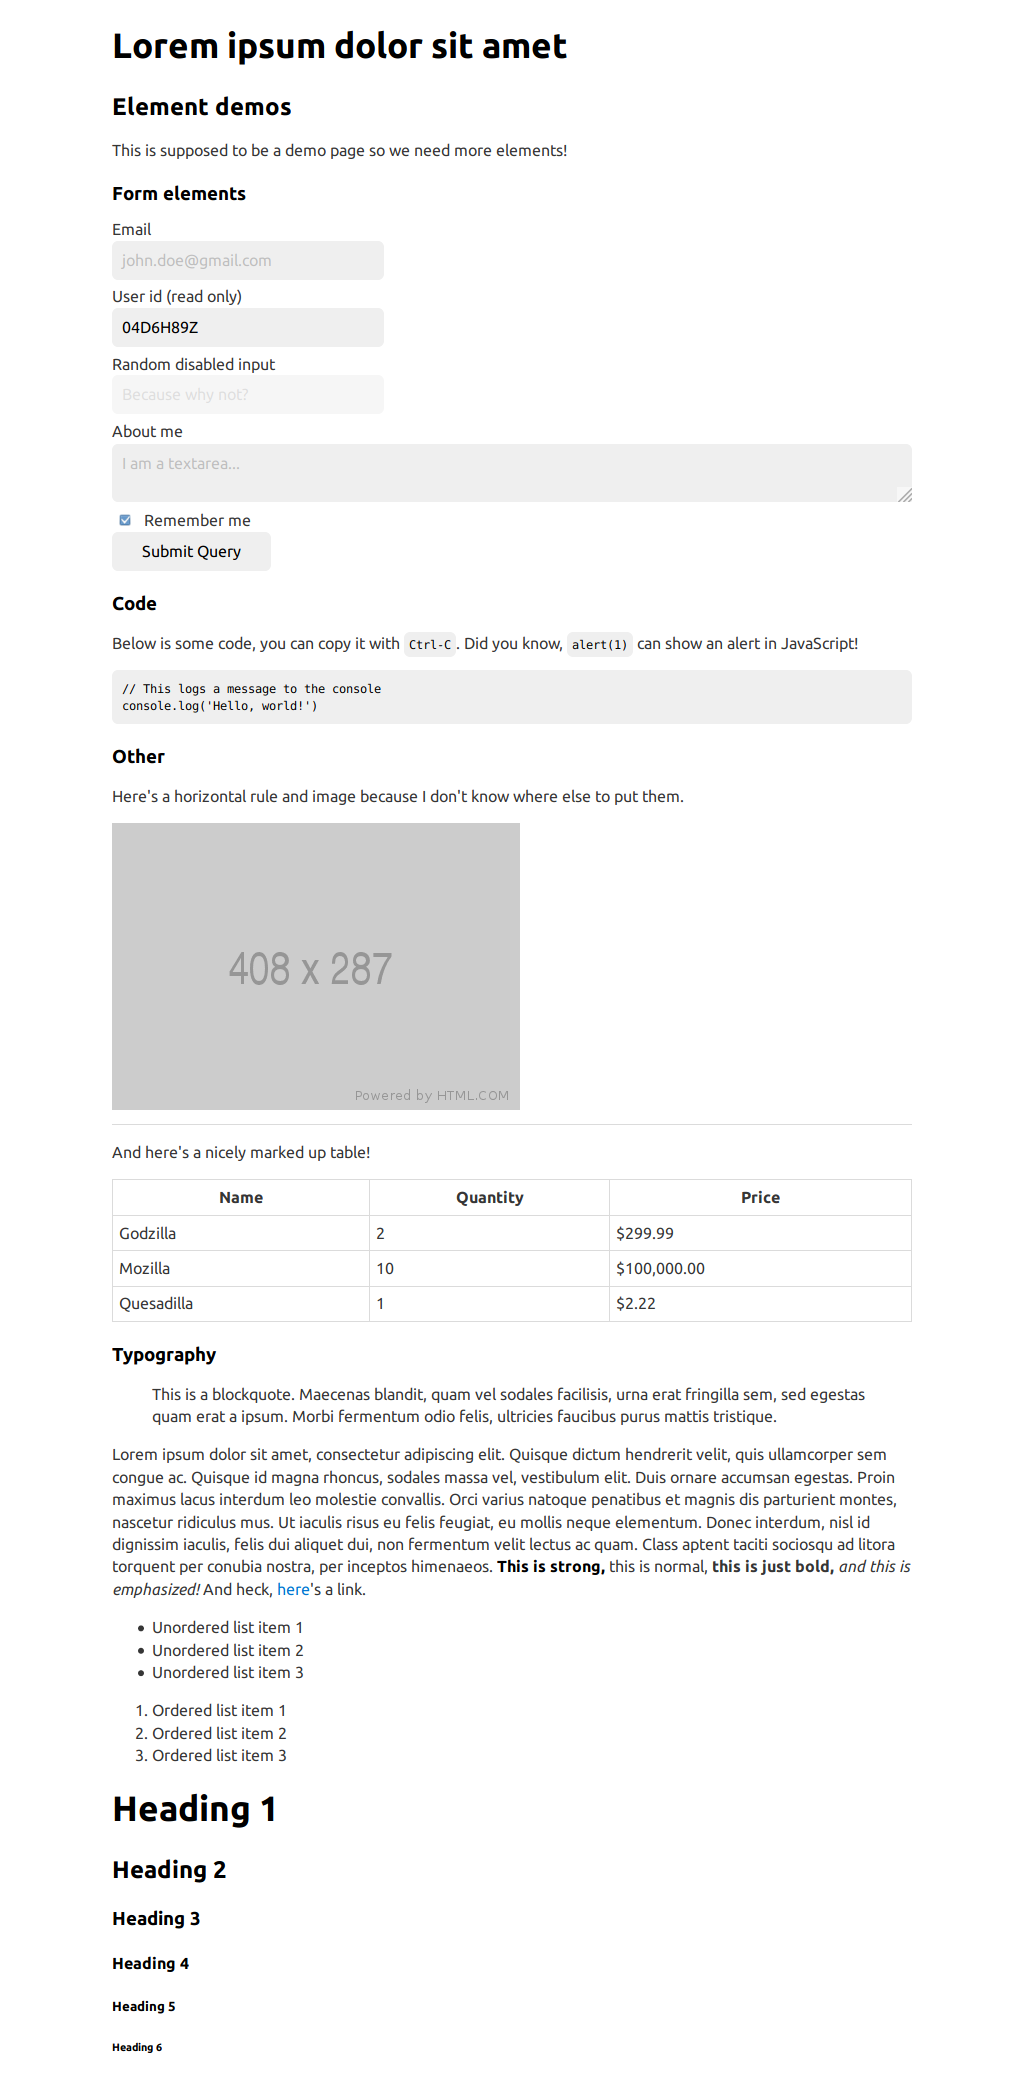 Lorem ipsum dolor sit amet
Element demos
This is supposed to be a demo page so we need more elements!
Form elements
Email
john.doe@gmail.com
User id (read only)
04D6H89Z
Random disabled input
Because why not?
About me
I am a textarea...
Remember me
Submit Query
Code
Below is some code, you can copy it with Ctrl-C. Did you know, alert(1) can show an alert in JavaScript!
// This logs a message to the console
console.log('Hello, world!')
Other
Here's a horizontal rule and image because I don't know where else to put them.
408 x 287
Powered by HTML.COM
And here's a nicely marked up table!
Name Quantity Price
Godzilla 2 $299.99
Mozilla 10 $100,000.00
Quesadilla 1 $2.22
Typography
This is a blockquote. Maecenas blandit, quam vel sodales facilisis, urna erat fringilla sem, sed egestas
quam erat a ipsum. Morbi fermentum odio felis, ultricies faucibus purus mattis tristique.
Lorem ipsum dolor sit amet, consectetur adipiscing elit. Quisque dictum hendrerit velit, quis ullamcorper sem
congue ac. Quisque id magna rhoncus, sodales massa vel, vestibulum elit. Duis ornare accumsan egestas. Proin
maximus lacus interdum leo molestie convallis. Orci varius natoque penatibus et magnis dis parturient montes,
nascetur ridiculus mus. Ut iaculis risus eu felis feugiat, eu mollis neque elementum. Donec interdum, nisl id
dignissim iaculis, felis dui aliquet dui, non fermentum velit lectus ac quam. Class aptent taciti sociosqu ad litora
torquent per conubia nostra, per inceptos himenaeos. This is strong, this is normal, this is just bold, and this is
emphasized! And heck, here's a link.
• Unordered list item 1
• Unordered list item 2
• Unordered list item 3
1. Ordered list item 1
2. Ordered list item 2
3. Ordered list item 3
Heading 1
Heading 2
Heading 3
Heading 4
Heading 5
Heading 6